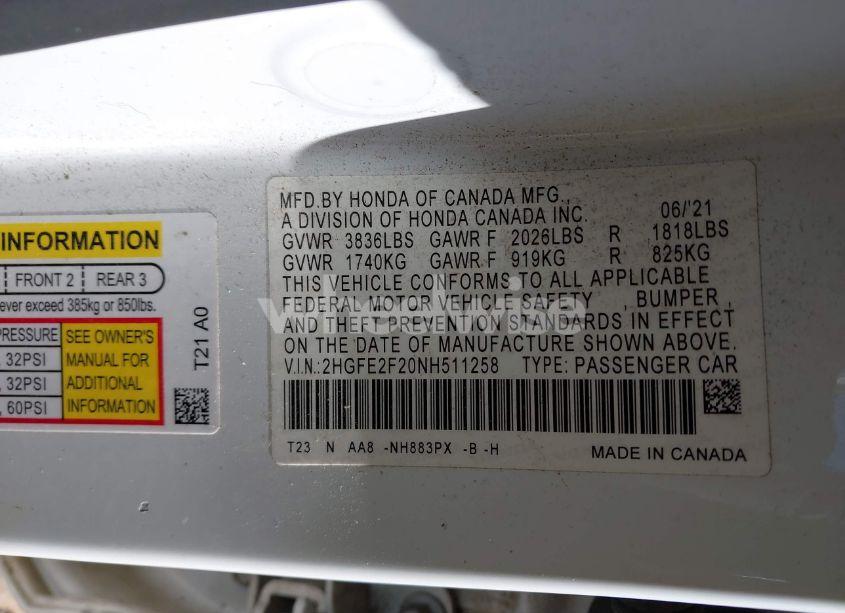 INFORMATION
FRONT 2 REAR 3
ever exceed 385kg or 850lbs.
PRESSURE SEE OWNER'S
32PSI MANUAL FOR
32PSI ADDITIONAL
60PSI INFORMATION
T21 A0
MFD.BY HONDA OF CANADA MFG.,
A DIVISION OF HONDA CANADA INC. 06/'21
GVWR 3836LBS GAWR F 2026LBS R 1818LBS
GVWR 1740KG GAWR F 919KG R 825KG
THIS VEHICLE CONFORMS TO ALL APPLICABLE
FEDERAL MOTOR VEHICLE SAFETY , BUMPER ,
AND THEFT PREVENTION STANDARDS IN EFFECT
ON THE DATE OF MANUFACTURE SHOWN ABOVE.
V.I.N.:2HGFE2F20NH511258 TYPE: PASSENGER CAR
T23 N AA8 -NH883PX -B -H
MADE IN CANADA